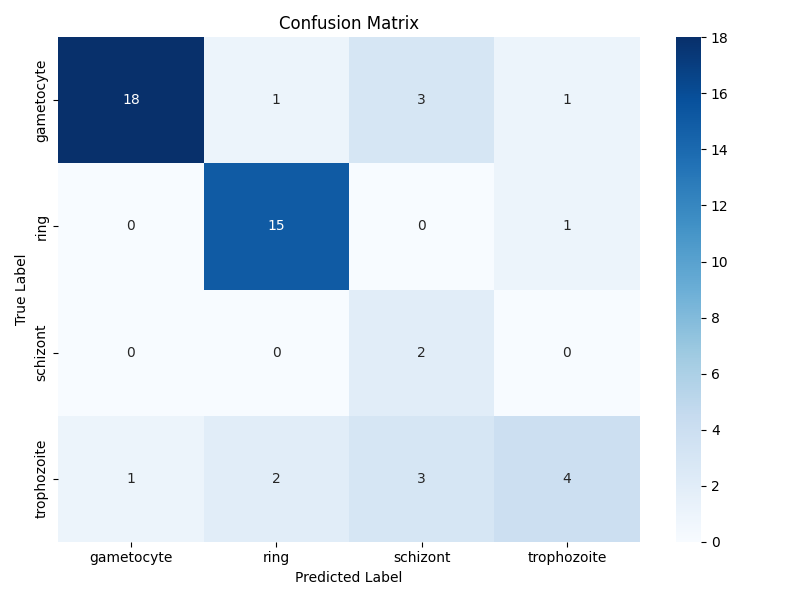 Confusion Matrix
True Label
gametocyte 18 1 3 1
ring 0 15 0 1
schizont 0 0 2 0
trophozoite 1 2 3 4
gametocyte ring schizont trophozoite
Predicted Label
18
16
14
12
10
8
6
4
2
0